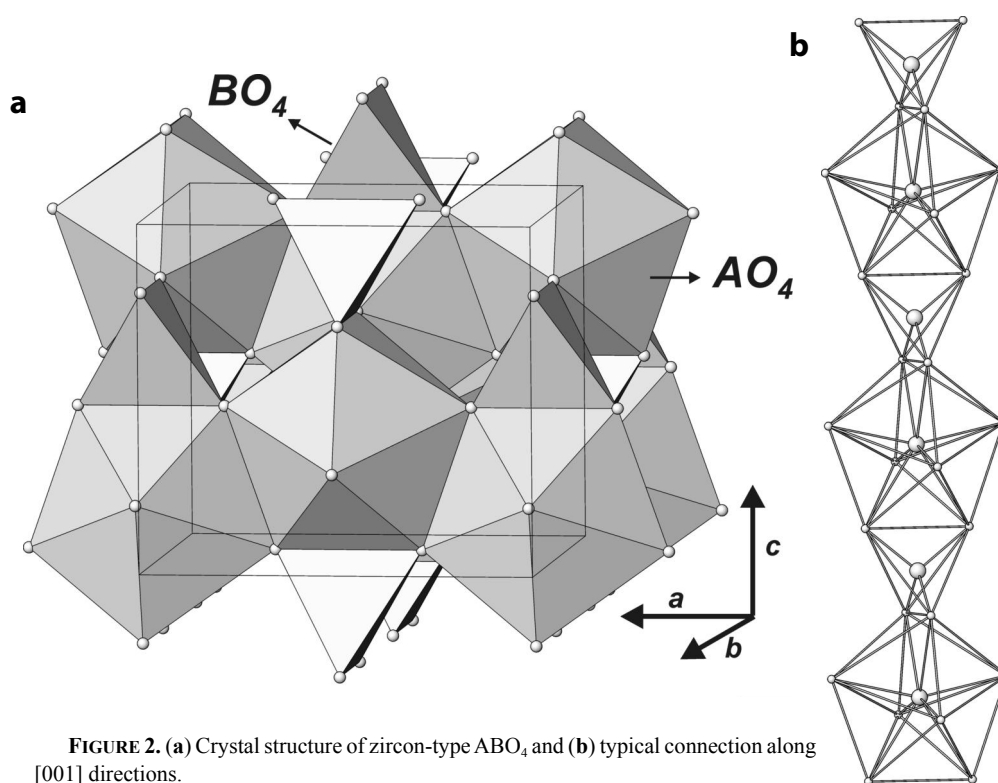 a
b
BO₄
AO₄
c
a
b
FIGURE 2. (a) Crystal structure of zircon-type ABO₄ and (b) typical connection along
[001] directions.